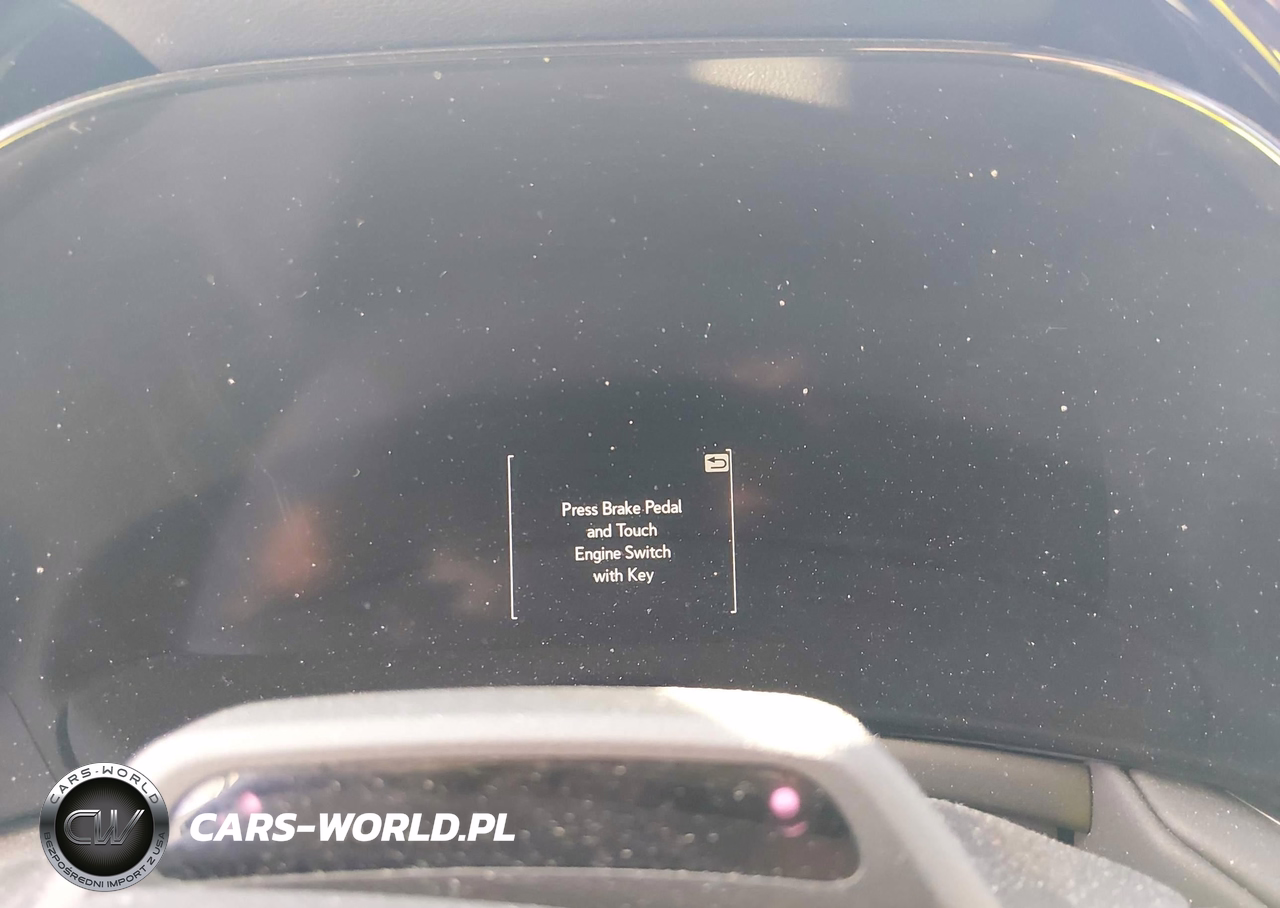 Press Brake Pedal
and Touch
Engine Switch
with Key
CARS-WORLD
CW
BEZPOŚREDNI IMPORT Z USA
CARS-WORLD.PL